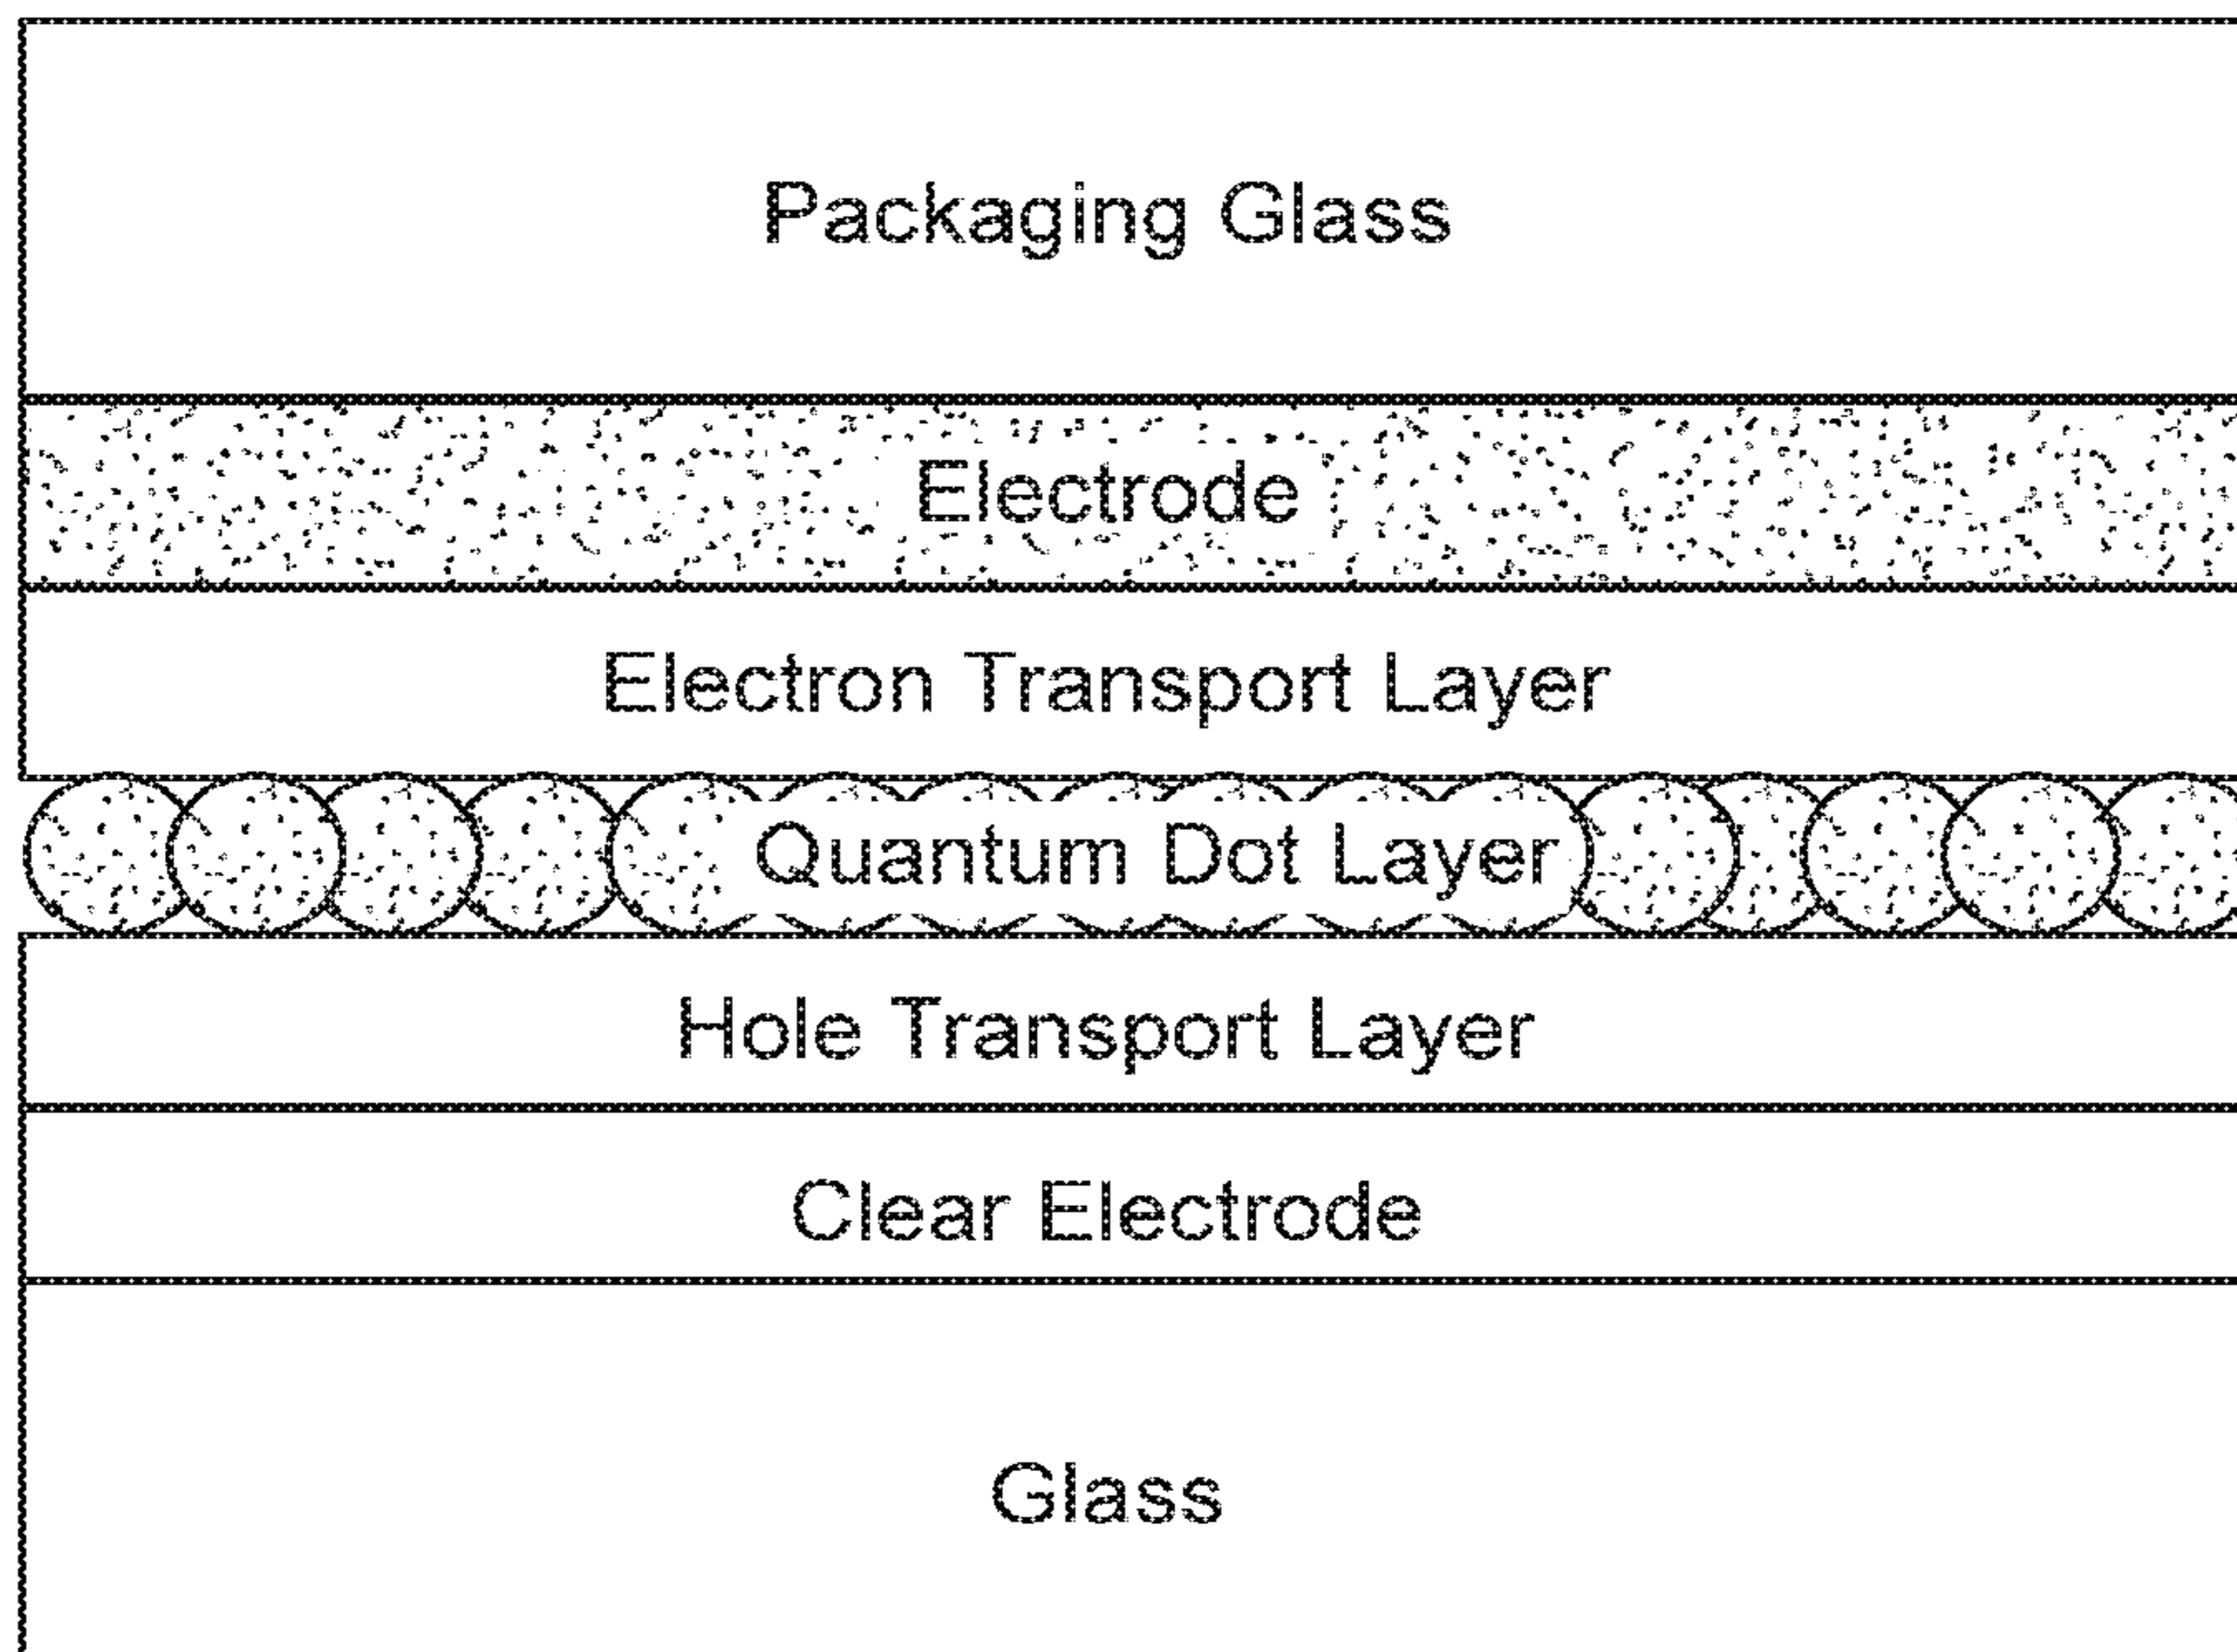 Packaging Glass
Electrode
Electron Transport Layer
Quantum Dot Layer
Hole Transport Layer
Clear Electrode
Glass